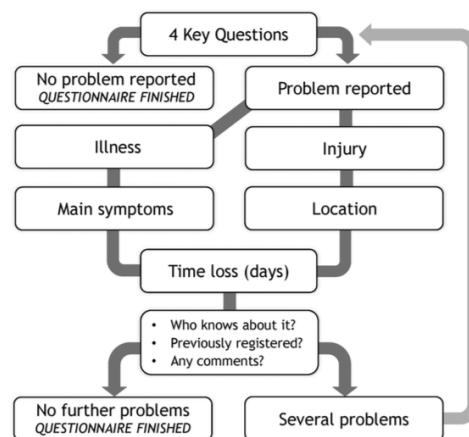 4 Key Questions
No problem reported
QUESTIONNAIRE FINISHED
Problem reported
Illness
Injury
Main symptoms
Location
Time loss (days)
• Who knows about it?
• Previously registered?
• Any comments?
No further problems
QUESTIONNAIRE FINISHED
Several problems